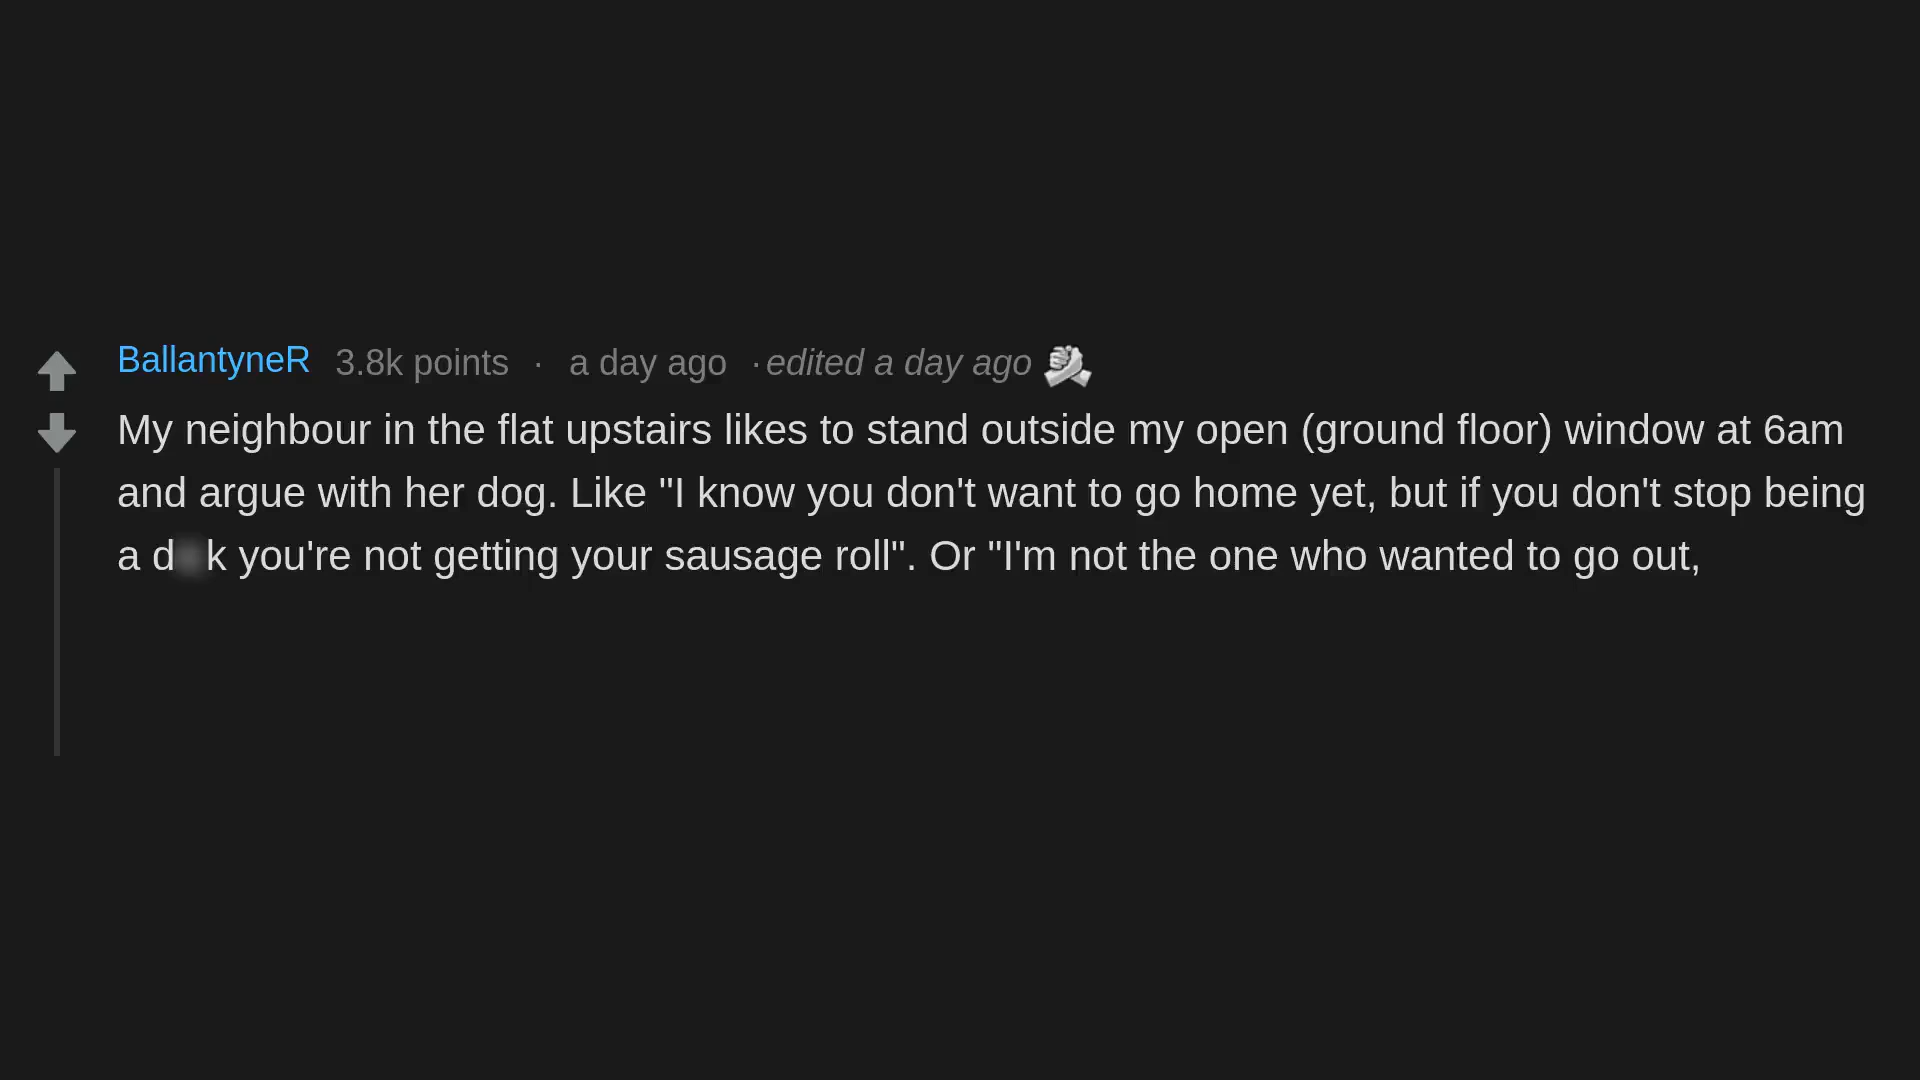 BallantyneR 3.8k points · a day ago · edited a day ago
My neighbour in the flat upstairs likes to stand outside my open (ground floor) window at 6am
and argue with her dog. Like "I know you don't want to go home yet, but if you don't stop being
a d k you're not getting your sausage roll". Or "I'm not the one who wanted to go out,